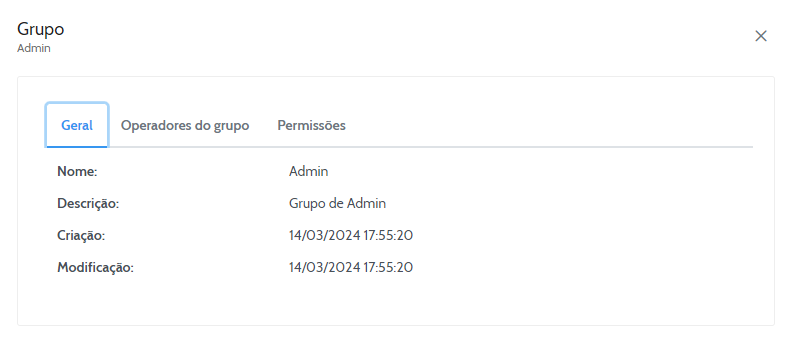 Grupo
Admin
Geral Operadores do grupo Permissões
Nome: Admin
Descrição: Grupo de Admin
Criação: 14/03/2024 17:55:20
Modificação: 14/03/2024 17:55:20